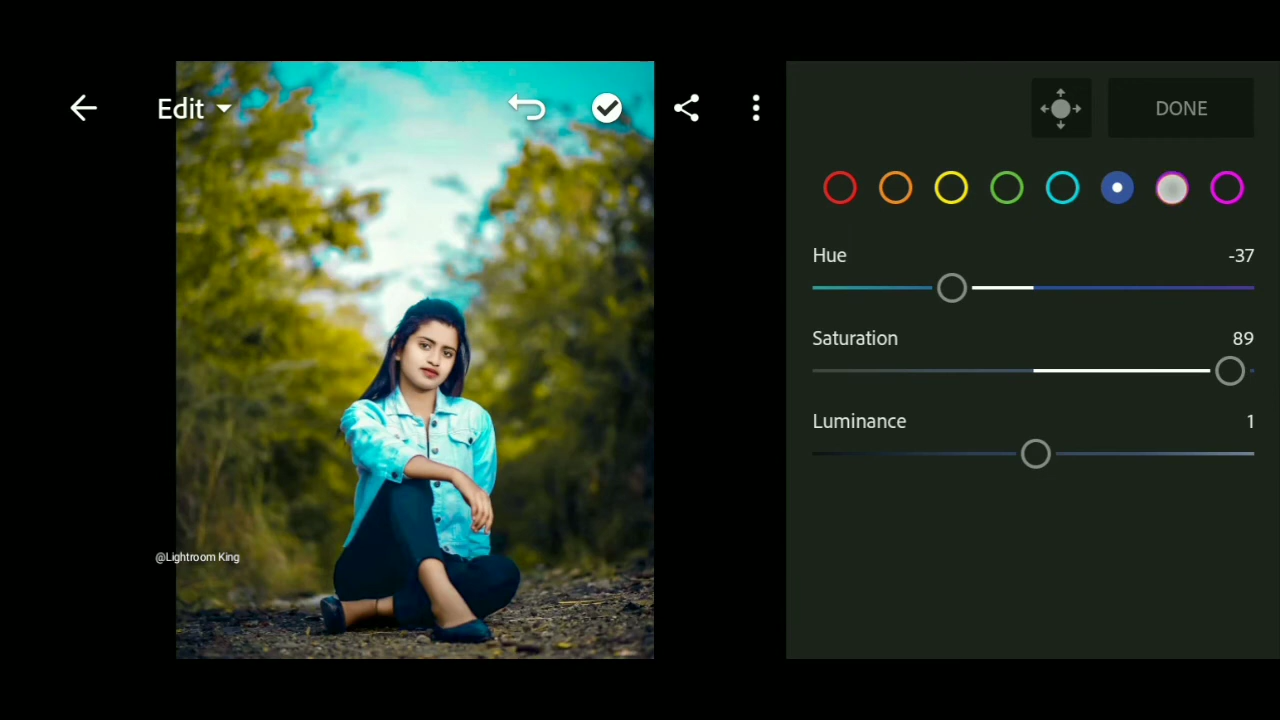 Edit
DONE
Hue -37
Saturation 89
Luminance 1
@Lightroom King